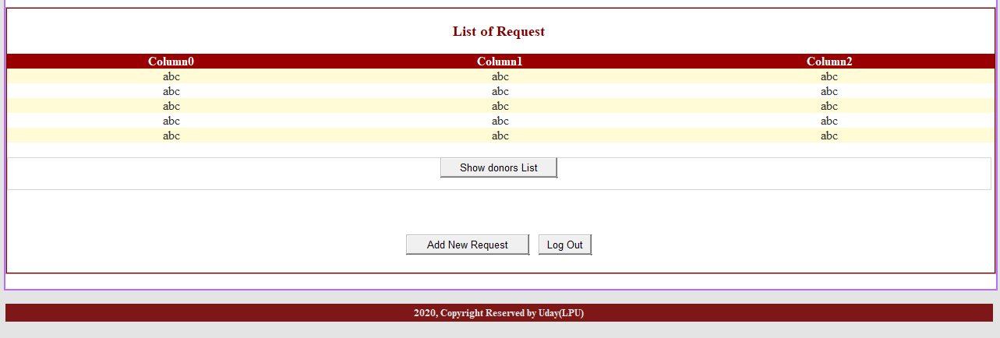 List of Request
Column0 Column1 Column2
abc abc abc
abc abc abc
abc abc abc
abc abc abc
abc abc abc
Show donors List
Add New Request Log Out
2020, Copyright Reserved by Uday(LPU)